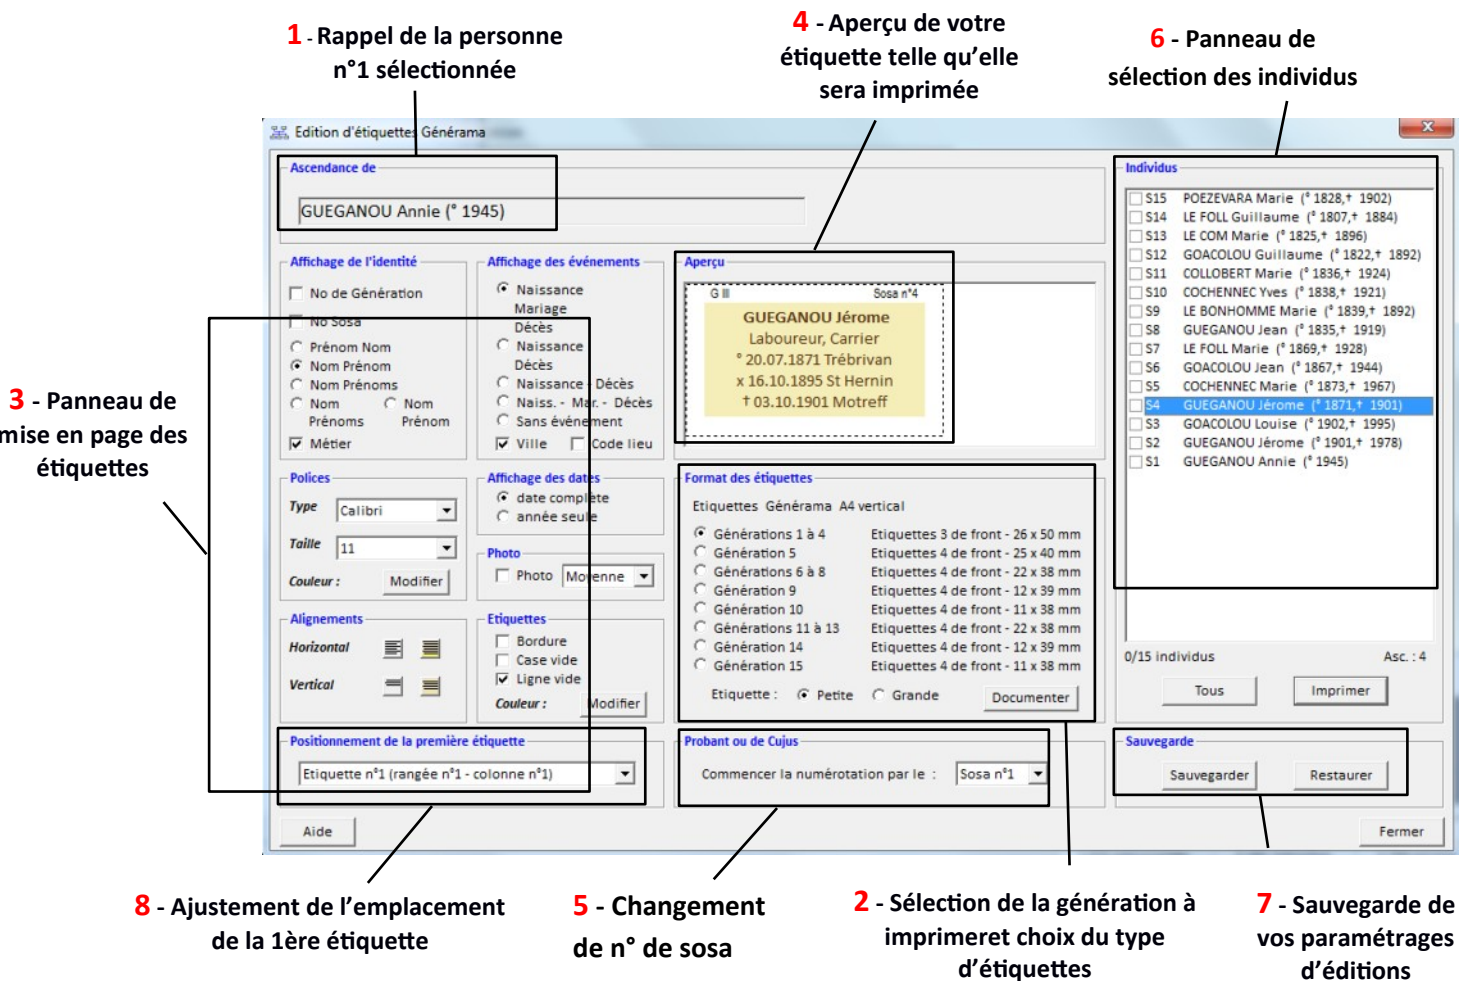 1 - Rappel de la personne
n°1 sélectionnée
4 - Aperçu de votre
étiquette telle qu'elle
sera imprimée
6 - Panneau de
sélection des individus
Edition d'étiquettes Générama
x
Ascendance de
GUEGANOU Annie (° 1945)
Affichage de l'identité
No de Génération
No Sosa
Prénom Nom
Nom Prénom
Nom Prénoms
Nom Nom
Prénoms Prénom
Métier
Affichage des événements
Naissance
Mariage
Décès
Naissance
Décès
Naissance - Décès
Naiss. - Mar. - Décès
Sans événement
Ville Code lieu
Aperçu
G III Sosa n°4
GUEGANOU Jérome
Laboureur, Carrier
° 20.07.1871 Trébrivan
x 16.10.1895 St Hernin
† 03.10.1901 Motreff
Individus
S15 POEZEVARA Marie (° 1828,† 1902)
S14 LE FOLL Guillaume (° 1807,† 1884)
S13 LE COM Marie (° 1825,† 1896)
S12 GOACOLOU Guillaume (° 1822,† 1892)
S11 COLLOBERT Marie (° 1836,† 1924)
S10 COCHENNEC Yves (° 1838,† 1921)
S9 LE BONHOMME Marie (° 1839,† 1892)
S8 GUEGANOU Jean (° 1835,† 1919)
S7 LE FOLL Marie (° 1869,† 1928)
S6 GOACOLOU Jean (° 1867,† 1944)
S5 COCHENNEC Marie (° 1873,† 1967)
S4 GUEGANOU Jérome (° 1871,† 1901)
S3 GOACOLOU Louise (° 1902,† 1995)
S2 GUEGANOU Jérome (° 1901,† 1978)
S1 GUEGANOU Annie (° 1945)
0/15 individus Asc. : 4
Tous Imprimer
3 - Panneau de
mise en page des
étiquettes
Polices
Type Calibri
Taille 11
Couleur : Modifier
Affichage des dates
date complète
année seule
Photo
Photo Moyenne
Alignements
Horizontal
Vertical
Etiquettes
Bordure
Case vide
Ligne vide
Couleur : Modifier
Format des étiquettes
Etiquettes Générama A4 vertical
Générations 1 à 4 Etiquettes 3 de front - 26 x 50 mm
Génération 5 Etiquettes 4 de front - 25 x 40 mm
Générations 6 à 8 Etiquettes 4 de front - 22 x 38 mm
Génération 9 Etiquettes 4 de front - 12 x 39 mm
Génération 10 Etiquettes 4 de front - 11 x 38 mm
Générations 11 à 13 Etiquettes 4 de front - 22 x 38 mm
Génération 14 Etiquettes 4 de front - 12 x 39 mm
Génération 15 Etiquettes 4 de front - 11 x 38 mm
Etiquette : Petite Grande Documenter
Positionnement de la première étiquette
Etiquette n°1 (rangée n°1 - colonne n°1)
Probant ou de Cujus
Commencer la numérotation par le : Sosa n°1
Sauvegarde
Sauvegarder Restaurer
Aide
Fermer
8 - Ajustement de l'emplacement
de la 1ère étiquette
5 - Changement
de n° de sosa
2 - Sélection de la génération à
imprimeret choix du type
d'étiquettes
7 - Sauvegarde de
vos paramétrages
d'éditions